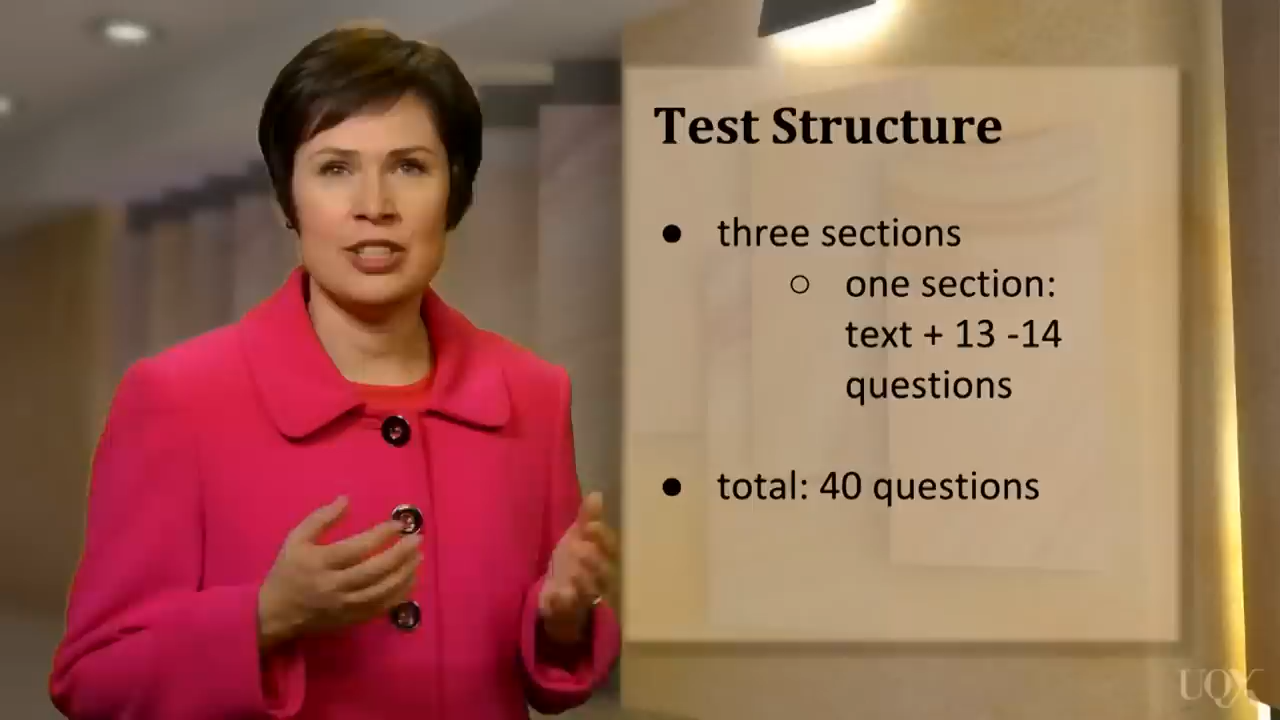 Test Structure
● three sections
○ one section:
text + 13 -14
questions
● total: 40 questions
UQX